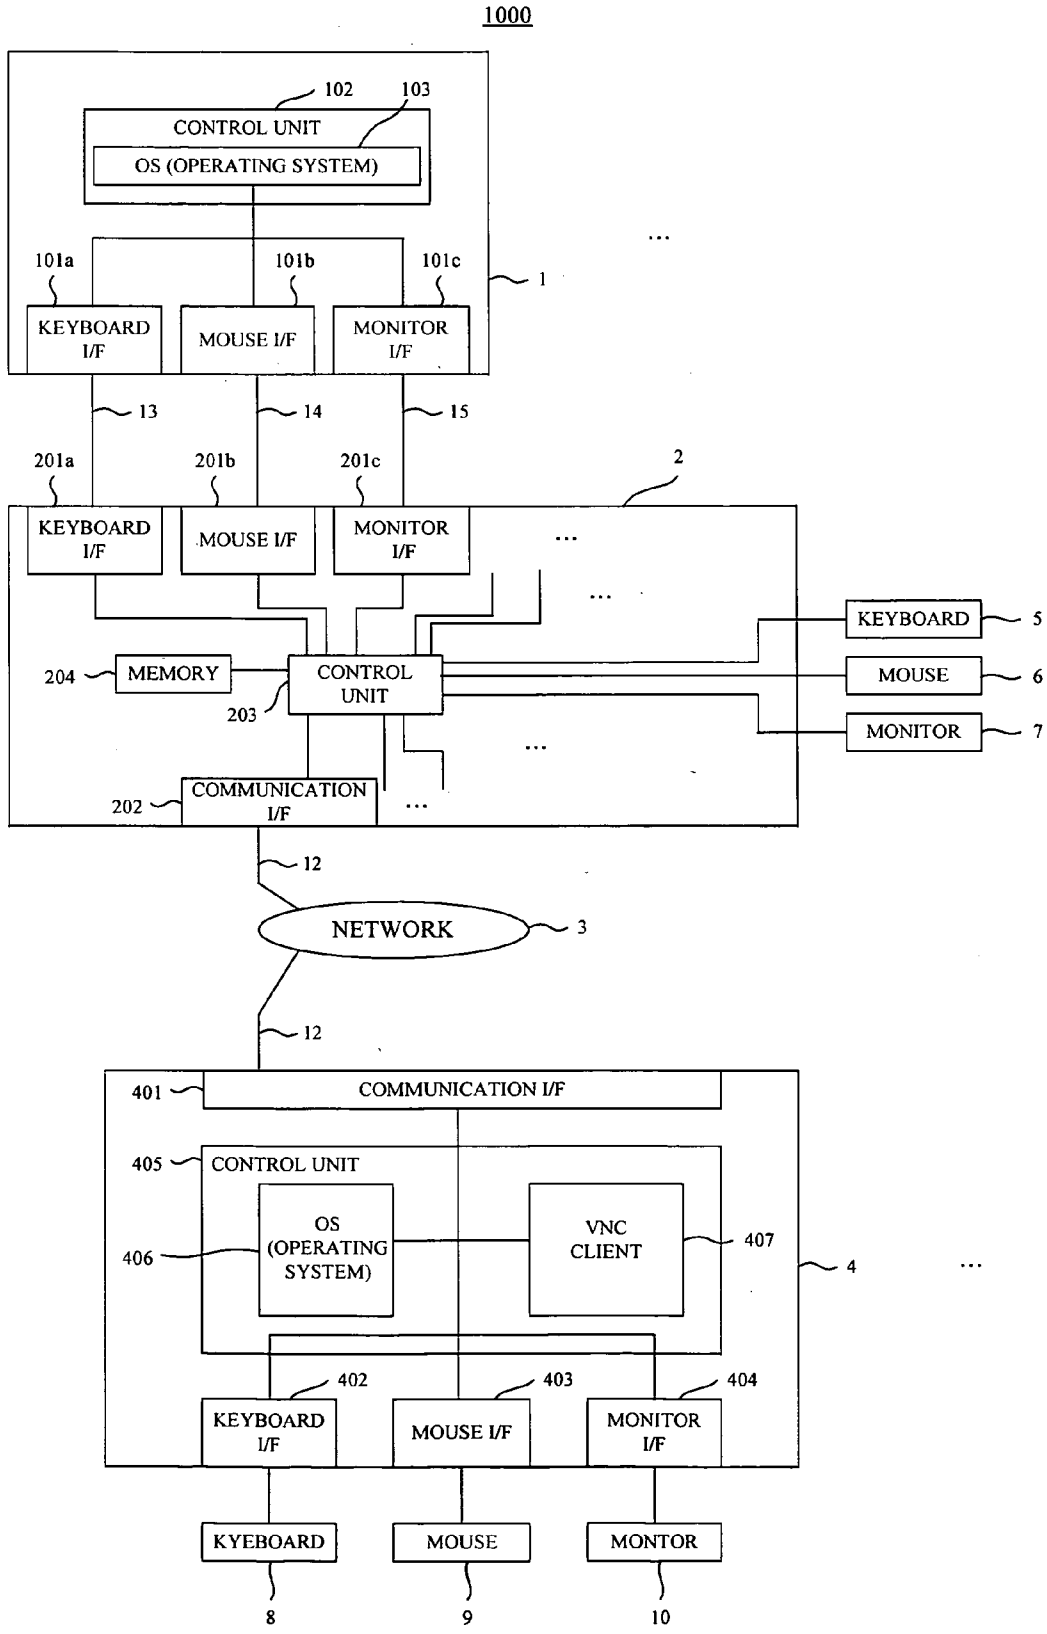 1000
102 103
CONTROL UNIT
OS (OPERATING SYSTEM)
...
101a 101b 101c
1
KEYBOARD
I/F
MOUSE I/F
MONITOR
I/F
13 14 15
201a 201b 201c 2
KEYBOARD
I/F
MOUSE I/F
MONITOR
I/F
...
...
KEYBOARD 5
204 MEMORY
203
CONTROL
UNIT
MOUSE 6
MONITOR 7
...
202
COMMUNICATION
I/F
...
12
NETWORK 3
12
401 COMMUNICATION I/F
405 CONTROL UNIT
406
OS
(OPERATING
SYSTEM)
VNC
CLIENT
407
4 ...
402 403 404
KEYBOARD
I/F
MOUSE I/F
MONITOR
I/F
KYEBOARD MOUSE MONTOR
8 9 10